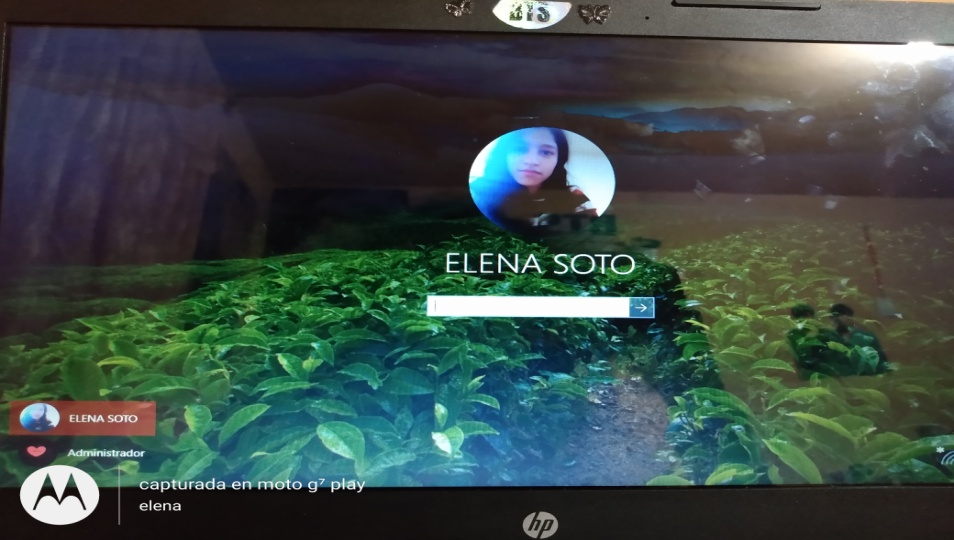 BTS
ELENA SOTO
ELENA SOTO
Administrador
capturada en moto g⁷ play
elena
hp